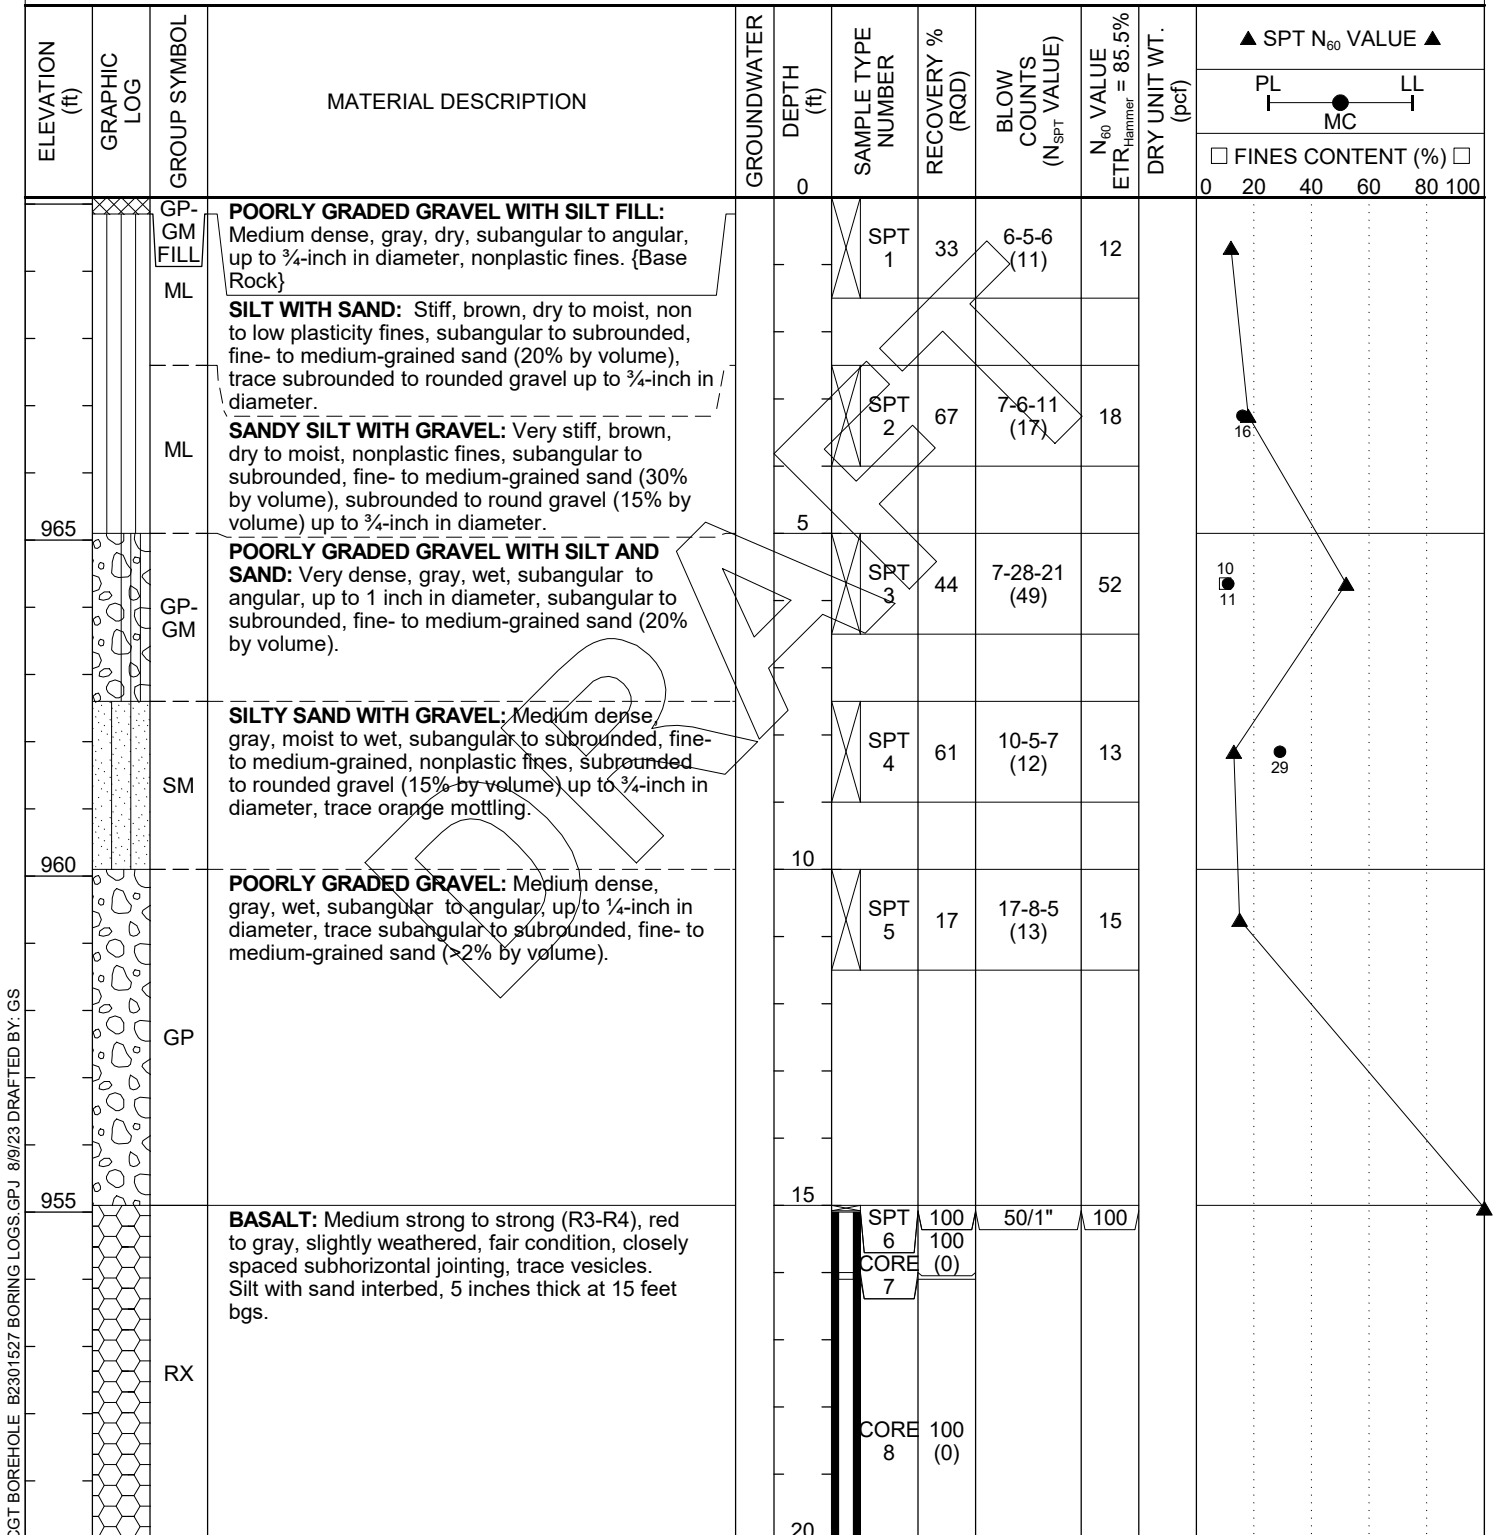 ELEVATION
(ft)
GRAPHIC
LOG
GROUP SYMBOL
MATERIAL DESCRIPTION
GROUNDWATER
DEPTH
(ft)
SAMPLE TYPE
NUMBER
RECOVERY %
(RQD)
BLOW
COUNTS
(N_SPT VALUE)
N_60 VALUE
ETR_Hammer = 85.5%
DRY UNIT WT.
(pcf)
▲ SPT N_60 VALUE ▲
PL LL
MC
□ FINES CONTENT (%) □
0 20 40 60 80 100
0
GP-
GM
FILL
POORLY GRADED GRAVEL WITH SILT FILL:
Medium dense, gray, dry, subangular to angular,
up to ¾-inch in diameter, nonplastic fines. {Base
Rock}
SPT
1
33
6-5-6
(11)
12
ML
SILT WITH SAND: Stiff, brown, dry to moist, non
to low plasticity fines, subangular to subrounded,
fine- to medium-grained sand (20% by volume),
trace subrounded to rounded gravel up to ¾-inch in
diameter.
SPT
2
67
7-6-11
(17)
18
16
ML
SANDY SILT WITH GRAVEL: Very stiff, brown,
dry to moist, nonplastic fines, subangular to
subrounded, fine- to medium-grained sand (30%
by volume), subrounded to round gravel (15% by
volume) up to ¾-inch in diameter.
965
5
GP-
GM
POORLY GRADED GRAVEL WITH SILT AND
SAND: Very dense, gray, wet, subangular to
angular, up to 1 inch in diameter, subangular to
subrounded, fine- to medium-grained sand (20%
by volume).
SPT
3
44
7-28-21
(49)
52
10
11
SM
SILTY SAND WITH GRAVEL: Medium dense,
gray, moist to wet, subangular to subrounded, fine-
to medium-grained, nonplastic fines, subrounded
to rounded gravel (15% by volume) up to ¾-inch in
diameter, trace orange mottling.
SPT
4
61
10-5-7
(12)
13
29
960
10
GP
POORLY GRADED GRAVEL: Medium dense,
gray, wet, subangular to angular, up to ¼-inch in
diameter, trace subangular to subrounded, fine- to
medium-grained sand (>2% by volume).
SPT
5
17
17-8-5
(13)
15
955
15
RX
BASALT: Medium strong to strong (R3-R4), red
to gray, slightly weathered, fair condition, closely
spaced subhorizontal jointing, trace vesicles.
Silt with sand interbed, 5 inches thick at 15 feet
bgs.
SPT
6
100
50/1"
100
CORE
7
100
(0)
CORE
8
100
(0)
20
DRAFT
CGT BOREHOLE B2301527 BORING LOGS.GPJ 8/9/23 DRAFTED BY: GS